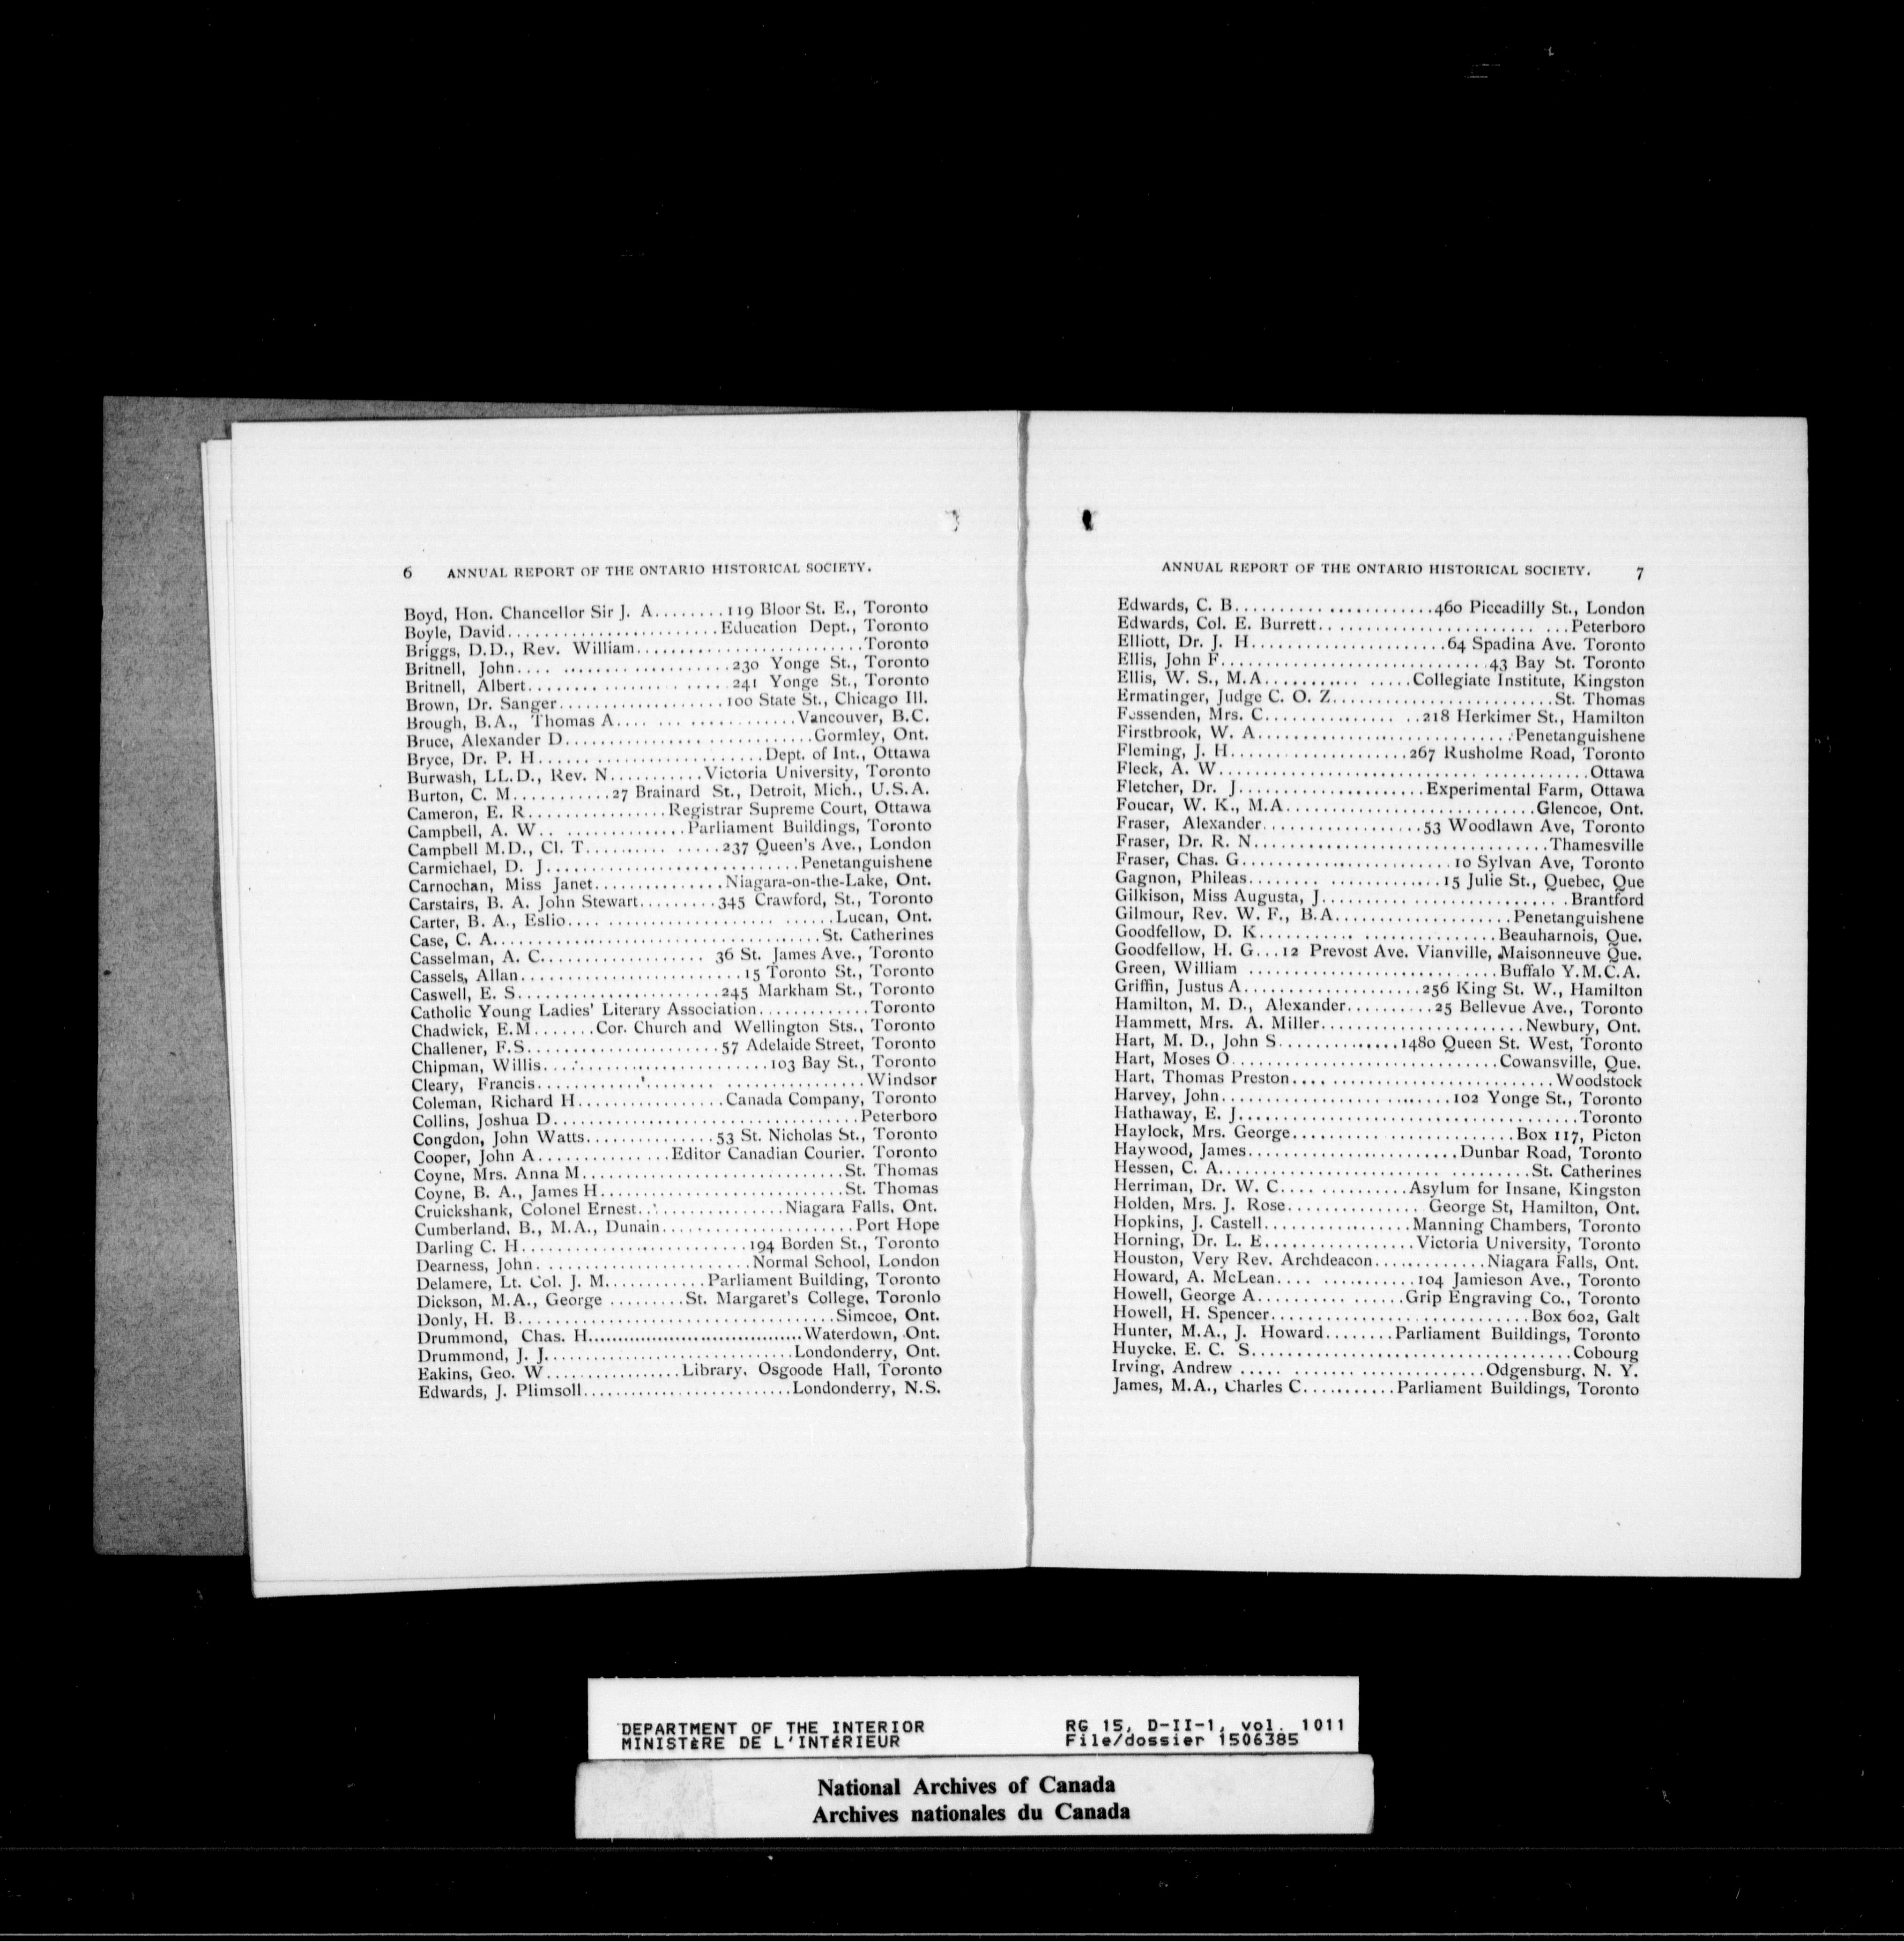 6 ANNUAL REPORT OF THE ONTARIO HISTORICAL SOCIETY.
Boyd, Hon. Chancellor Sir J. A........119 Bloor St. E., Toronto
Boyle, David.......................Education Dept., Toronto
Briggs, D.D., Rev. William.........................Toronto
Britnell, John.... ..................230 Yonge St., Toronto
Britnell, Albert......................241 Yonge St., Toronto
Brown, Dr. Sanger..................100 State St., Chicago Ill.
Brough, B.A., Thomas A.... ... ............Vancouver, B.C.
Bruce, Alexander D...........................Gormley, Ont.
Bryce, Dr. P. H.........................Dept. of Int., Ottawa
Burwash, LL.D., Rev. N..........Victoria University, Toronto
Burton, C. M...........27 Brainard St., Detroit, Mich., U.S.A.
Cameron, E. R...............Registrar Supreme Court, Ottawa
Campbell, A. W.. .............Parliament Buildings, Toronto
Campbell M.D., Cl. T.......... .....237 Queen's Ave., London
Carmichael, D. J...........................Penetanguishene
Carnochan, Miss Janet..............Niagara-on-the-Lake, Ont.
Carstairs, B. A. John Stewart.........345 Crawford, St., Toronto
Carter, B. A., Eslio...................... ......Lucan, Ont.
Case, C. A...................................St. Catherines
Casselman, A. C.................. 36 St. James Ave., Toronto
Cassels, Allan........................15 Toronto St., Toronto
Caswell, E. S......................245 Markham St., Toronto
Catholic Young Ladies' Literary Association............Toronto
Chadwick, E.M.......Cor. Church and Wellington Sts., Toronto
Challener, F.S.....................57 Adelaide Street, Toronto
Chipman, Willis.........................103 Bay St., Toronto
Cleary, Francis................... ...............Windsor
Coleman, Richard H................Canada Company, Toronto
Collins, Joshua D.................................Peterboro
Congdon, John Watts..............53 St. Nicholas St., Toronto
Cooper, John A..............Editor Canadian Courier. Toronto
Coyne, Mrs. Anna M............................St. Thomas
Coyne, B. A., James H..........................St. Thomas
Cruickshank, Colonel Ernest................Niagara Falls, Ont.
Cumberland, B., M.A., Dunain.....................Port Hope
Darling C. H.........................194 Borden St., Toronto
Dearness, John.......................Normal School, London
Delamere, Lt. Col. J. M...........Parliament Building, Toronto
Dickson, M.A., George .........St. Margaret's College, Toronlo
Donly, H. B..................................Simcoe, Ont.
Drummond, Chas. H....................................Waterdown, Ont.
Drummond, J. J..........................Londonderry, Ont.
Eakins, Geo. W...............Library, Osgoode Hall, Toronto
Edwards, J. Plimsoll.......................Londonderry, N.S.
ANNUAL REPORT OF THE ONTARIO HISTORICAL SOCIETY. 7
Edwards, C. B.......... ............460 Piccadilly St., London
Edwards, Col. E. Burrett....................... ...Peterboro
Elliott, Dr. J. H.....................64 Spadina Ave. Toronto
Ellis, John F.............................43 Bay St. Toronto
Ellis, W. S., M.A.......... .....Collegiate Institute, Kingston
Ermatinger, Judge C. O. Z........................St. Thomas
Fessenden, Mrs. C.............. ..218 Herkimer St., Hamilton
Firstbrook, W. A............................Penetanguishene
Fleming, J. H...................267 Rusholme Road, Toronto
Fleck, A. W............................ ...........Ottawa
Fletcher, Dr. J....................Experimental Farm, Ottawa
Foucar, W. K., M.A...........................Glencoe, Ont.
Fraser, Alexander.................53 Woodlawn Ave, Toronto
Fraser, Dr. R. N................................Thamesville
Fraser, Chas. G.......................10 Sylvan Ave, Toronto
Gagnon, Phileas........ ............15 Julie St., Quebec, Que
Gilkison, Miss Augusta, J..........................Brantford
Gilmour, Rev. W. F., B.A...................Penetanguishene
Goodfellow, D. K.......... ..............Beauharnois, Que.
Goodfellow, H. G...12 Prevost Ave. Vianville, Maisonneuve Que.
Green, William ...........................Buffalo Y.M.C.A.
Griffin, Justus A...................256 King St. W., Hamilton
Hamilton, M. D., Alexander..........25 Bellevue Ave., Toronto
Hammett, Mrs. A. Miller......................Newbury, Ont.
Hart, M. D., John S.............1480 Queen St. West, Toronto
Hart, Moses O............................Cowansville, Que.
Hart, Thomas Preston............................Woodstock
Harvey, John.........................102 Yonge St., Toronto
Hathaway, E. J....................................Toronto
Haylock, Mrs. George........................Box 117, Picton
Haywood, James.......................Dunbar Road, Toronto
Hessen, C. A....................... .........St. Catherines
Herriman, Dr. W. C.... ..........Asylum for Insane, Kingston
Holden, Mrs. J. Rose............... George St, Hamilton, Ont.
Hopkins, J. Castell................Manning Chambers, Toronto
Horning, Dr. L. E................Victoria University, Toronto
Houston, Very Rev. Archdeacon............Niagara Falls, Ont.
Howard, A. McLean.... ..........104 Jamieson Ave., Toronto
Howell, George A.......... ......Grip Engraving Co., Toronto
Howell, H. Spencer............................Box 602, Galt
Hunter, M.A., J. Howard........Parliament Buildings, Toronto
Huycke, E. C. S...................................Cobourg
Irving, Andrew ..... .....................Odgensburg, N. Y.
James, M.A., Charles C..........Parliament Buildings, Toronto
DEPARTMENT OF THE INTERIOR
MINISTÈRE DE L'INTÉRIEUR
RG 15, D-II-1, vol. 1011
File/dossier 1506385
National Archives of Canada
Archives nationales du Canada